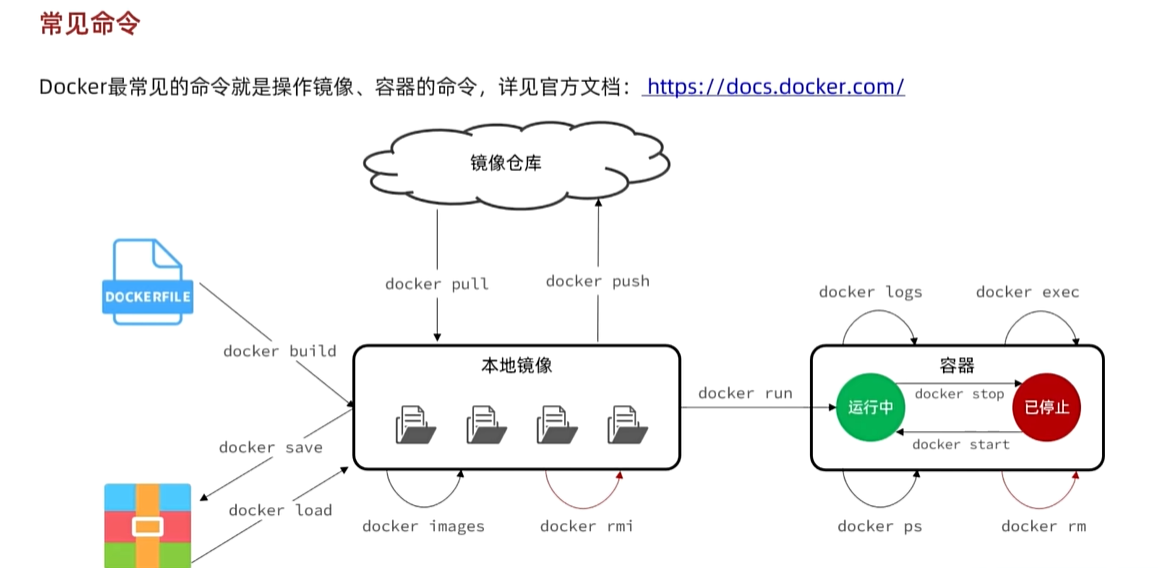 常见命令
Docker最常见的命令就是操作镜像、容器的命令，详见官方文档： https://docs.docker.com/
镜像仓库
docker pull
docker push
DOCKERFILE
docker build
docker logs
docker exec
本地镜像
容器
docker run
运行中
docker stop
已停止
docker start
docker save
docker load
docker images
docker rmi
docker ps
docker rm